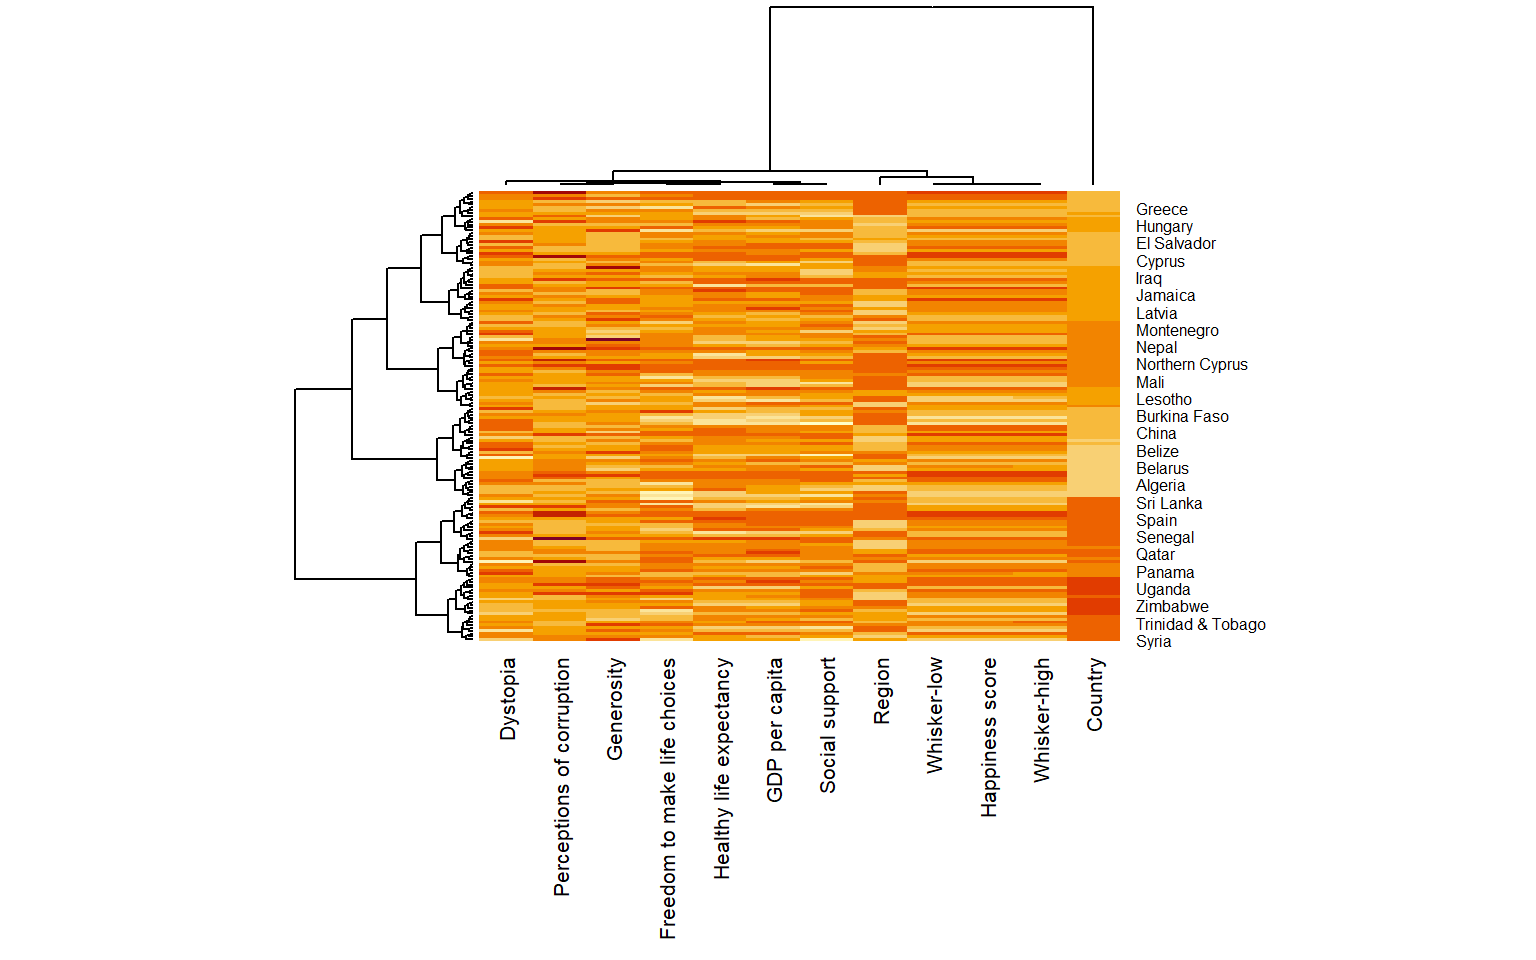 Greece
Hungary
El Salvador
Cyprus
Iraq
Jamaica
Latvia
Montenegro
Nepal
Northern Cyprus
Mali
Lesotho
Burkina Faso
China
Belize
Belarus
Algeria
Sri Lanka
Spain
Senegal
Qatar
Panama
Uganda
Zimbabwe
Trinidad & Tobago
Syria
Dystopia
Perceptions of corruption
Generosity
Freedom to make life choices
Healthy life expectancy
GDP per capita
Social support
Region
Whisker-low
Happiness score
Whisker-high
Country